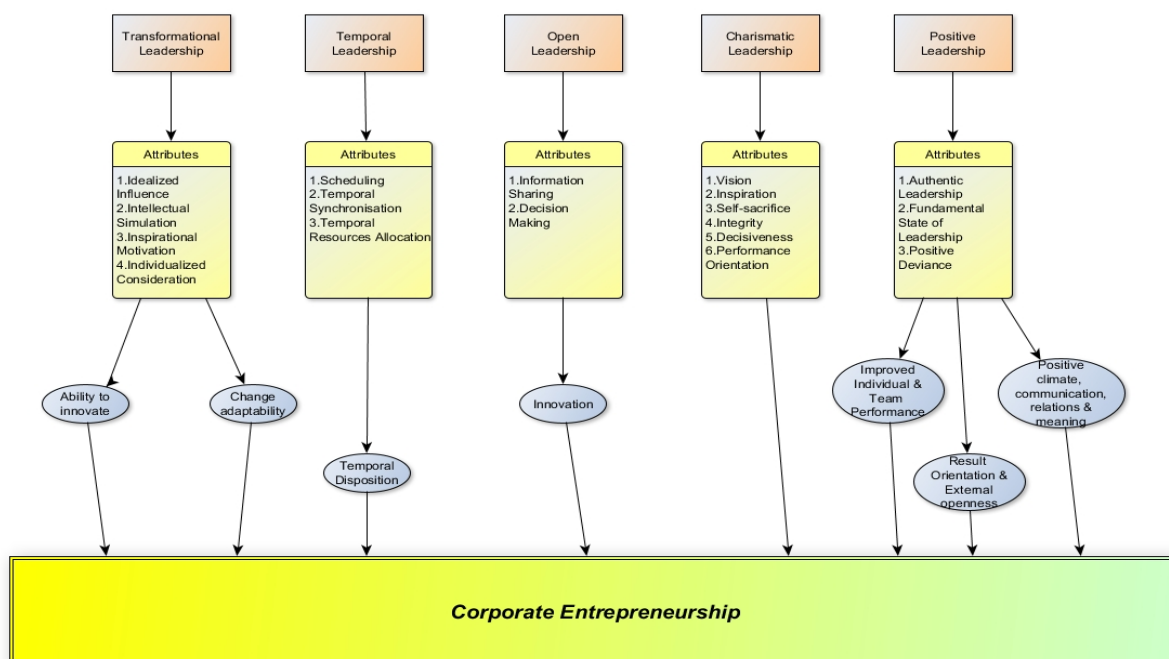 Transformational
Leadership
Temporal
Leadership
Open
Leadership
Charismatic
Leadership
Positive
Leadership
Attributes
1.Idealized
Influence
2.Intellectual
Simulation
3.Inspirational
Motivation
4.Individualized
Consideration
Attributes
1.Scheduling
2.Temporal
Synchronisation
3.Temporal
Resources Allocation
Attributes
1.Information
Sharing
2.Decision
Making
Attributes
1.Vision
2.Inspiration
3.Self-sacrifice
4.Integrity
5.Decisiveness
6.Performance
Orientation
Attributes
1.Authentic
Leadership
2.Fundamental
State of
Leadership
3.Positive
Deviance
Ability to
innovate
Change
adaptability
Temporal
Disposition
Innovation
Improved
Individual &
Team
Performance
Result
Orientation &
External
openness
Positive
climate,
communication,
relations &
meaning
Corporate Entrepreneurship